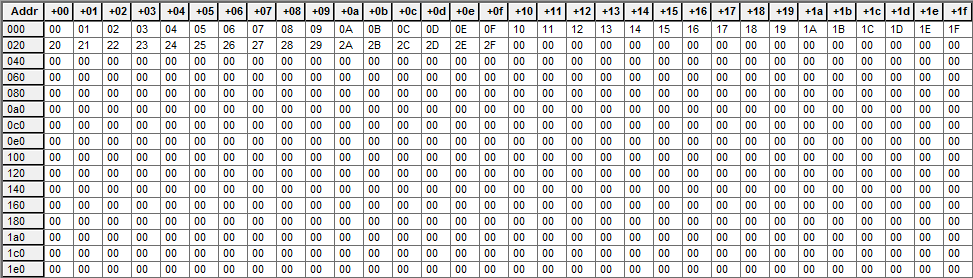 Addr +00 +01 +02 +03 +04 +05 +06 +07 +08 +09 +0a +0b +0c +0d +0e +0f +10 +11 +12 +13 +14 +15 +16 +17 +18 +19 +1a +1b +1c +1d +1e +1f
000 00 01 02 03 04 05 06 07 08 09 0A 0B 0C 0D 0E 0F 10 11 12 13 14 15 16 17 18 19 1A 1B 1C 1D 1E 1F
020 20 21 22 23 24 25 26 27 28 29 2A 2B 2C 2D 2E 2F 00 00 00 00 00 00 00 00 00 00 00 00 00 00 00 00
040 00 00 00 00 00 00 00 00 00 00 00 00 00 00 00 00 00 00 00 00 00 00 00 00 00 00 00 00 00 00 00 00
060 00 00 00 00 00 00 00 00 00 00 00 00 00 00 00 00 00 00 00 00 00 00 00 00 00 00 00 00 00 00 00 00
080 00 00 00 00 00 00 00 00 00 00 00 00 00 00 00 00 00 00 00 00 00 00 00 00 00 00 00 00 00 00 00 00
0a0 00 00 00 00 00 00 00 00 00 00 00 00 00 00 00 00 00 00 00 00 00 00 00 00 00 00 00 00 00 00 00 00
0c0 00 00 00 00 00 00 00 00 00 00 00 00 00 00 00 00 00 00 00 00 00 00 00 00 00 00 00 00 00 00 00 00
0e0 00 00 00 00 00 00 00 00 00 00 00 00 00 00 00 00 00 00 00 00 00 00 00 00 00 00 00 00 00 00 00 00
100 00 00 00 00 00 00 00 00 00 00 00 00 00 00 00 00 00 00 00 00 00 00 00 00 00 00 00 00 00 00 00 00
120 00 00 00 00 00 00 00 00 00 00 00 00 00 00 00 00 00 00 00 00 00 00 00 00 00 00 00 00 00 00 00 00
140 00 00 00 00 00 00 00 00 00 00 00 00 00 00 00 00 00 00 00 00 00 00 00 00 00 00 00 00 00 00 00 00
160 00 00 00 00 00 00 00 00 00 00 00 00 00 00 00 00 00 00 00 00 00 00 00 00 00 00 00 00 00 00 00 00
180 00 00 00 00 00 00 00 00 00 00 00 00 00 00 00 00 00 00 00 00 00 00 00 00 00 00 00 00 00 00 00 00
1a0 00 00 00 00 00 00 00 00 00 00 00 00 00 00 00 00 00 00 00 00 00 00 00 00 00 00 00 00 00 00 00 00
1c0 00 00 00 00 00 00 00 00 00 00 00 00 00 00 00 00 00 00 00 00 00 00 00 00 00 00 00 00 00 00 00 00
1e0 00 00 00 00 00 00 00 00 00 00 00 00 00 00 00 00 00 00 00 00 00 00 00 00 00 00 00 00 00 00 00 00